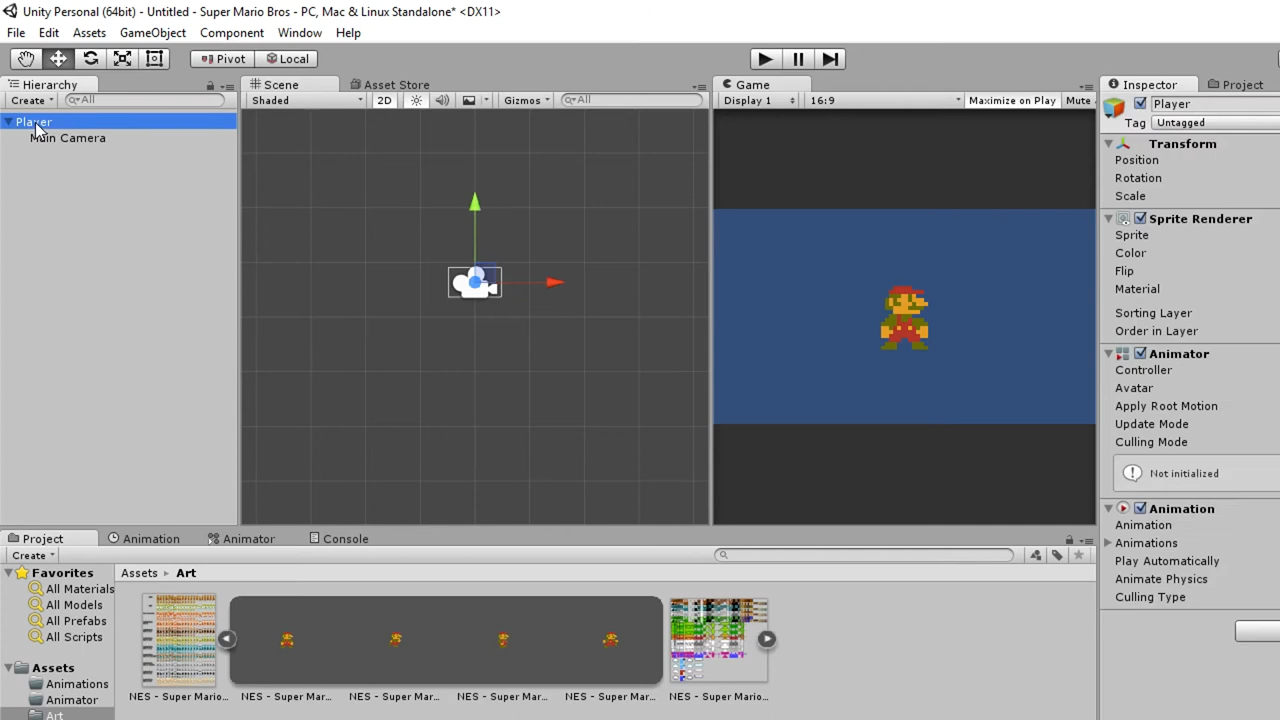 Unity Personal (64bit) - Untitled - Super Mario Bros - PC, Mac & Linux Standalone* <DX11>
File Edit Assets GameObject Component Window Help
Pivot Local
Hierarchy
Create All
Player
Main Camera
Scene Asset Store
Shaded 2D Gizmos All
Game
Display 1 16:9 Maximize on Play Mute
Inspector Project
Player
Tag Untagged
Transform
Position
Rotation
Scale
Sprite Renderer
Sprite
Color
Flip
Material
Sorting Layer
Order in Layer
Animator
Controller
Avatar
Apply Root Motion
Update Mode
Culling Mode
Not initialized
Animation
Animation
Animations
Play Automatically
Animate Physics
Culling Type
Project Animation Animator Console
Create
Favorites
All Materials
All Models
All Prefabs
All Scripts
Assets
Animations
Animator
Art
Assets Art
NES - Super Mario... NES - Super Mar... NES - Super Mar... NES - Super Mar... NES - Super Mar... NES - Super Mario...